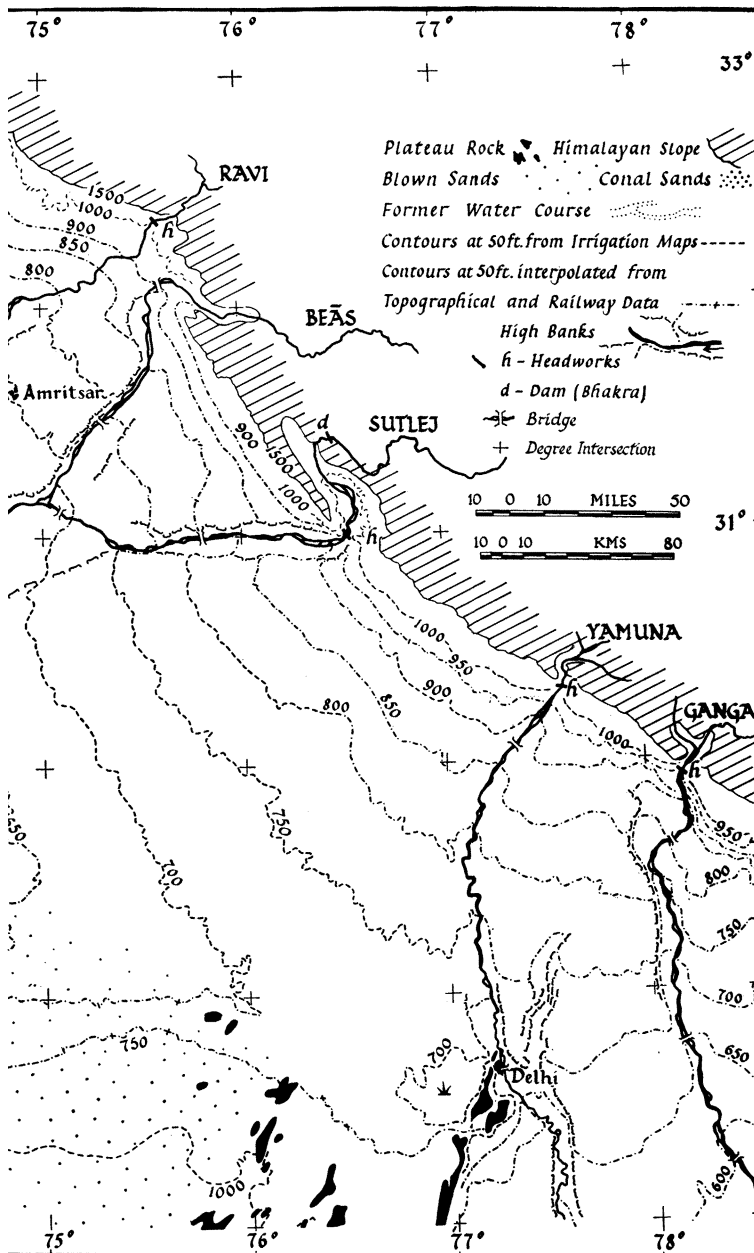 75° 76° 77° 78°
33°
Plateau Rock Himalayan Slope
Blown Sands Conal Sands
Former Water Course
Contours at 50ft. from Irrigation Maps
Contours at 50ft. interpolated from
Topographical and Railway Data
High Banks
h - Headworks
d - Dam (Bhakra)
Bridge
Degree Intersection
10 0 10 MILES 50
10 0 10 KMS 80
RAVI
1500
1000
h
900
850
800
BEĀS
Amritsar
d
SUTLEJ
900
1500
1000
31°
h
YAMUNA
1000
950
h
900
GANGA
850
800
1000
h
750
950
650
700
800
750
700
650
750
700
Delhi
600
1000
75° 76° 77° 78°